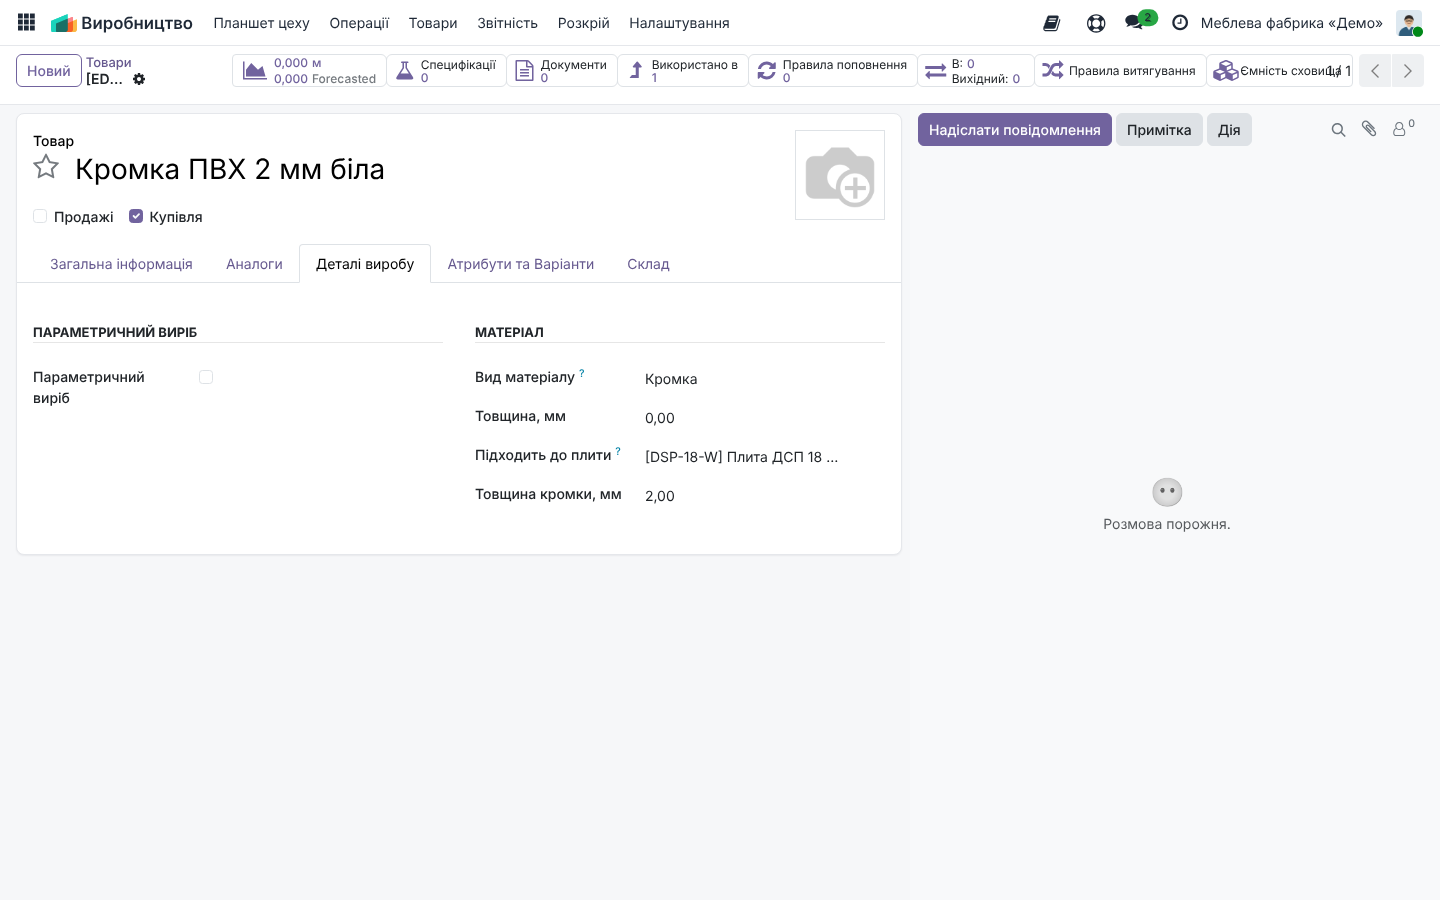 Виробництво
Планшет цеху
Операції
Товари
Звітність
Розкрій
Налаштування
2
Меблева фабрика «Демо»
Новий
Товари
[ED...
0,000 м
0,000 Forecasted
Специфікації
0
Документи
0
Використано в
1
Правила поповнення
0
В: 0
Вихідний: 0
Правила витягування
Ємність сховища
1 / 1
Товар
Кромка ПВХ 2 мм біла
Продажі
Купівля
Загальна інформація
Аналоги
Деталі виробу
Атрибути та Варіанти
Склад
ПАРАМЕТРИЧНИЙ ВИРІБ
Параметричний
виріб
МАТЕРІАЛ
Вид матеріалу ?
Кромка
Товщина, мм
0,00
Підходить до плити ?
[DSP-18-W] Плита ДСП 18 ...
Товщина кромки, мм
2,00
Надіслати повідомлення
Примітка
Дія
0
Розмова порожня.